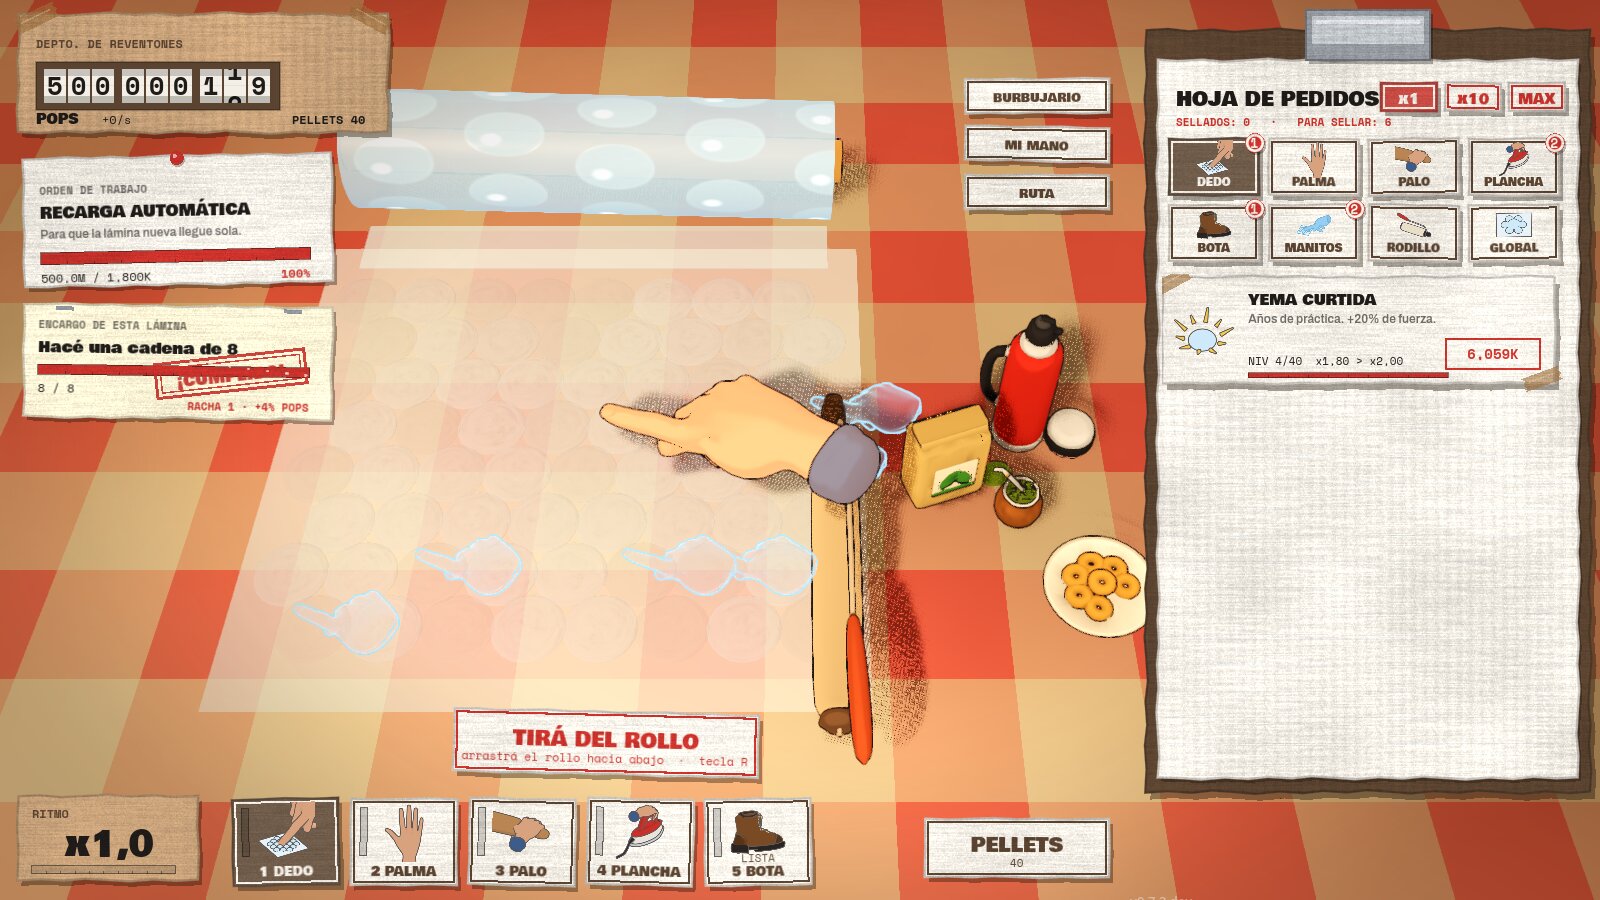 DEPTO. DE REVENTONES
POPS +0/s PELLETS 40
ORDEN DE TRABAJO
RECARGA AUTOMÁTICA
Para que la lámina nueva llegue sola.
500.0M / 1.800K 100%
ENCARGO DE ESTA LÁMINA
Hacé una cadena de 8
8 / 8
RACHA 1 · +4% POPS
BURBUJARIO
MI MANO
RUTA
HOJA DE PEDIDOS x1 x10 MAX
SELLADOS: 0 · PARA SELLAR: 6
DEDO 1
PALMA
PALO
PLANCHA 2
BOTA 1
MANITOS 2
RODILLO
GLOBAL
YEMA CURTIDA
Años de práctica. +20% de fuerza.
NIV 4/40 x1,80 > x2,00
6.059K
TIRÁ DEL ROLLO
arrastrá el rollo hacia abajo · tecla R
RITMO
x1,0
1 DEDO
2 PALMA
3 PALO
4 PLANCHA
LISTA
5 BOTA
PELLETS
40